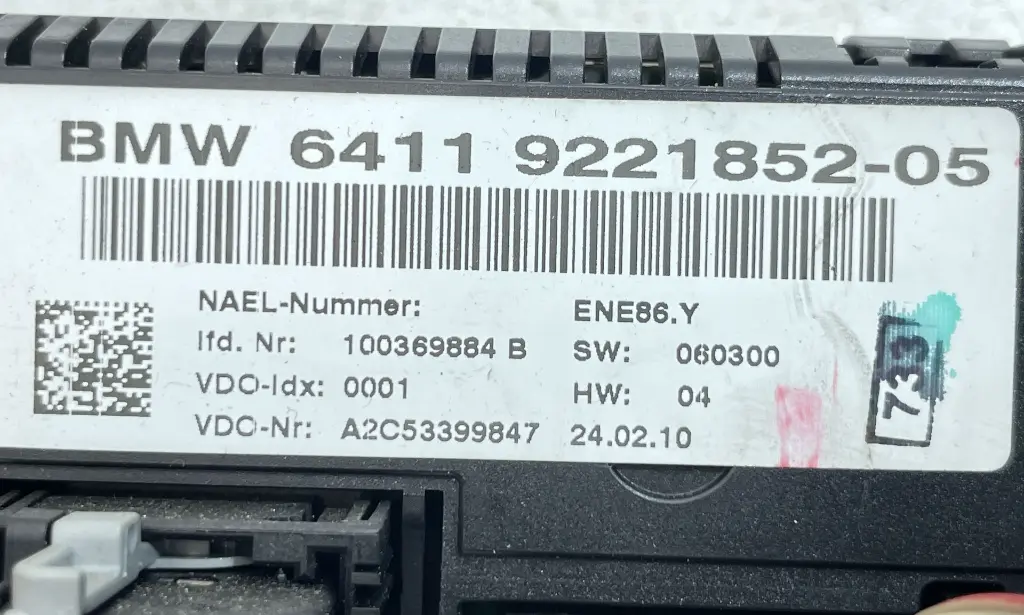 BMW 6411 9221852-05
NAEL-Nummer: ENE86.Y
lfd. Nr: 100369884 B SW: 060300
VDO-Idx: 0001 HW: 04
VDO-Nr: A2C53399847 24.02.10
739